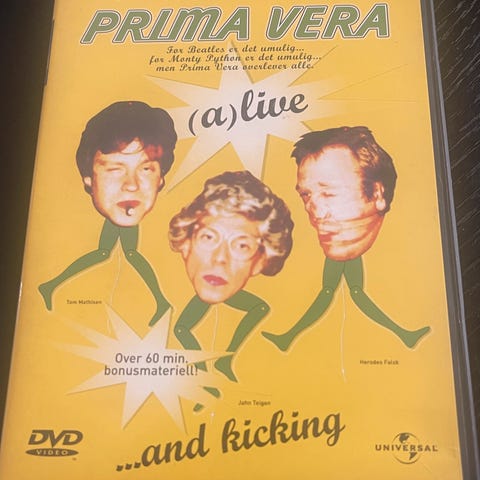 PRIMA VERA
For Beatles er det umulig...
for Monty Python er det umulig...
men Prima Vera overlever alle.
(a)live
Tom Mathisen
Herodes Falsk
Over 60 min.
bonusmateriell!
Jahn Teigen
...and kicking
DVD
VIDEO
UNIVERSAL